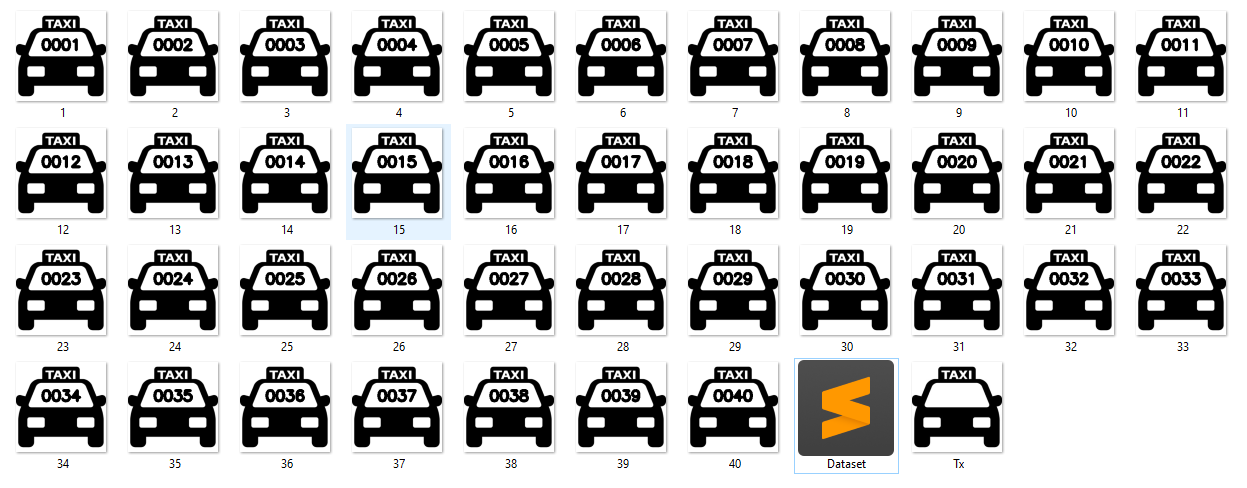 TAXI TAXI TAXI TAXI TAXI TAXI TAXI TAXI TAXI TAXI TAXI
0001 0002 0003 0004 0005 0006 0007 0008 0009 0010 0011
1 2 3 4 5 6 7 8 9 10 11
TAXI TAXI TAXI TAXI TAXI TAXI TAXI TAXI TAXI TAXI TAXI
0012 0013 0014 0015 0016 0017 0018 0019 0020 0021 0022
12 13 14 15 16 17 18 19 20 21 22
TAXI TAXI TAXI TAXI TAXI TAXI TAXI TAXI TAXI TAXI TAXI
0023 0024 0025 0026 0027 0028 0029 0030 0031 0032 0033
23 24 25 26 27 28 29 30 31 32 33
TAXI TAXI TAXI TAXI TAXI TAXI TAXI TAXI
0034 0035 0036 0037 0038 0039 0040
34 35 36 37 38 39 40 Dataset Tx